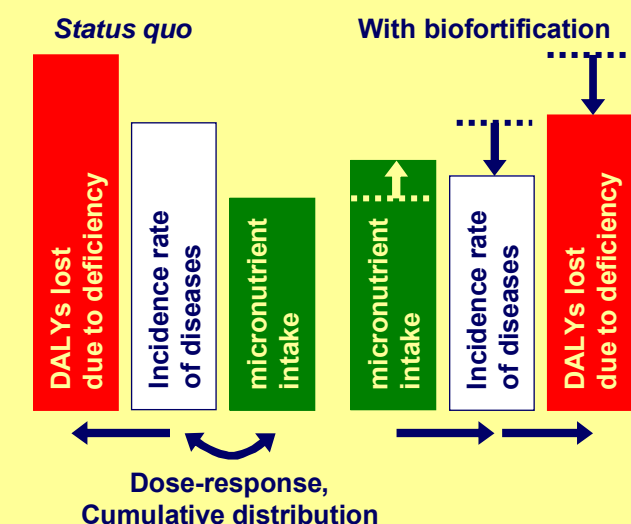 Status quo
With biofortification
DALYs lost
due to deficiency
Incidence rate
of diseases
micronutrient
intake
micronutrient
intake
Incidence rate
of diseases
DALYs lost
due to deficiency
Dose-response,
Cumulative distribution